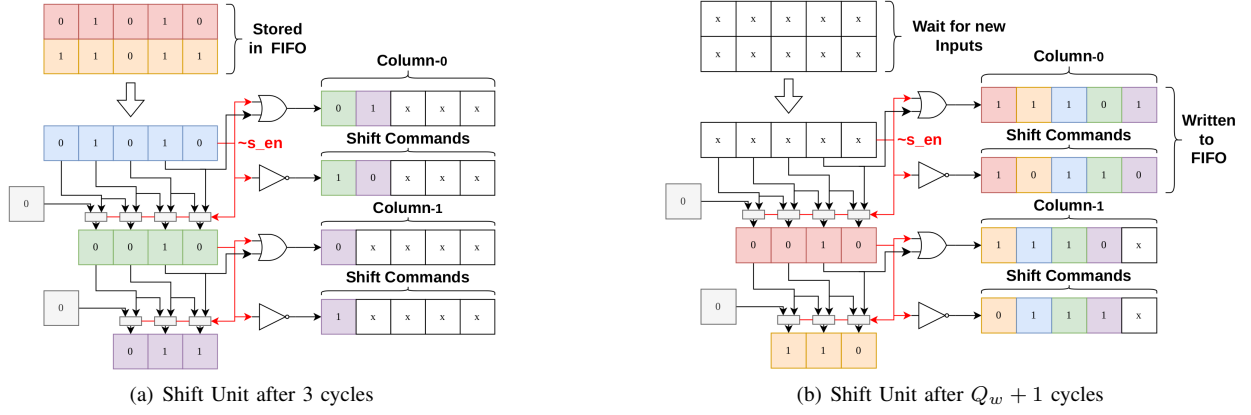 0 1 0 1 0
1 1 0 1 1
Stored
in FIFO
Column-0
0 1 x x x
0 1 0 1 0
~s_en
Shift Commands
1 0 x x x
0
Column-1
0 0 1 0
0 x x x x
Shift Commands
0
1 x x x x
0 1 1
(a) Shift Unit after 3 cycles
x x x x x
x x x x x
Wait for new
Inputs
Column-0
1 1 1 0 1
x x x x x
~s_en
Shift Commands
Written
to
FIFO
1 0 1 1 0
0
Column-1
0 0 1 0
1 1 1 0 x
Shift Commands
0
0 1 1 1 x
1 1 0
(b) Shift Unit after Qw + 1 cycles